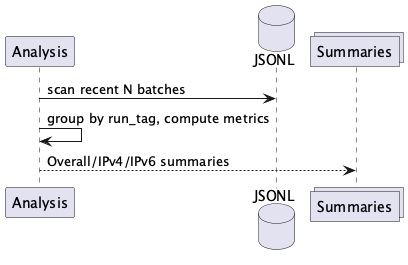 Analysis
JSONL
Summaries
scan recent N batches
group by run_tag, compute metrics
Overall/IPv4/IPv6 summaries
Analysis
JSONL
Summaries